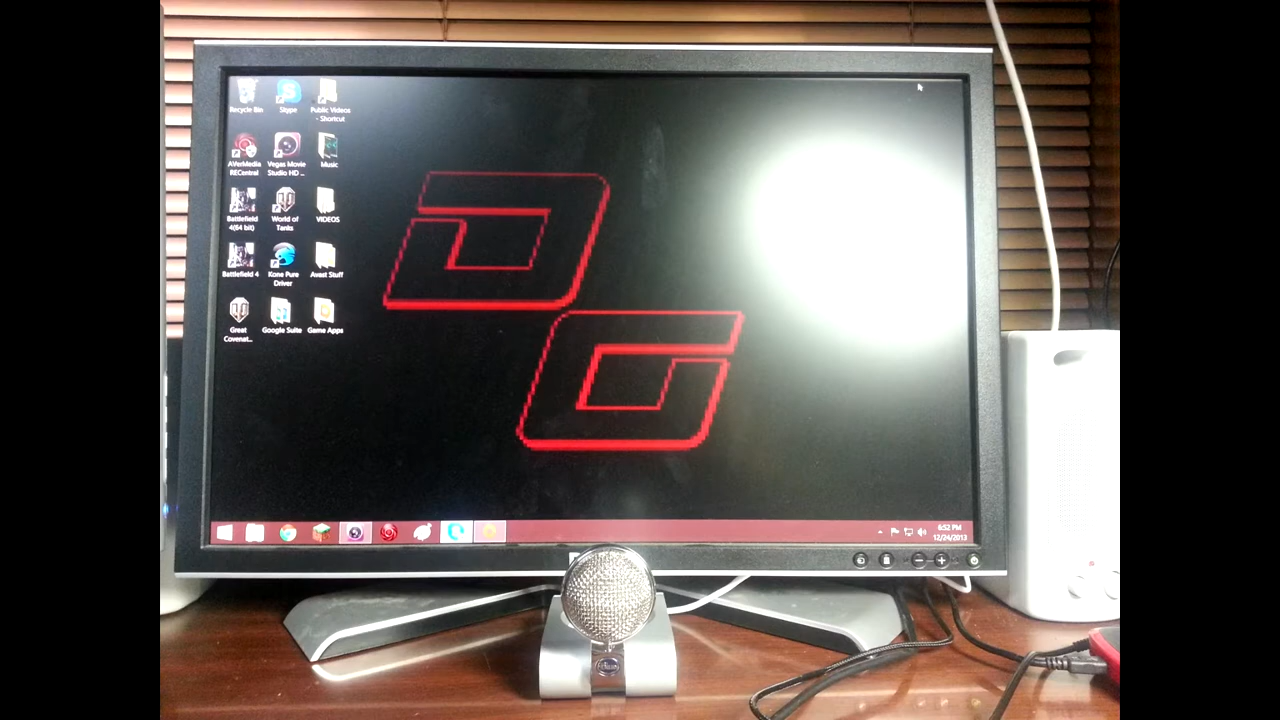 Recycle Bin
Skype
Public Videos
- Shortcut
AVerMedia
RECentral
Vegas Movie
Studio HD ...
Music
Battlefield
4(64 bit)
World of
Tanks
VIDEOS
Battlefield 4
Kone Pure
Driver
Avast Stuff
Great
Covenat...
Google Suite
Game Apps
DG
6:52 PM
12/24/2013
Blue